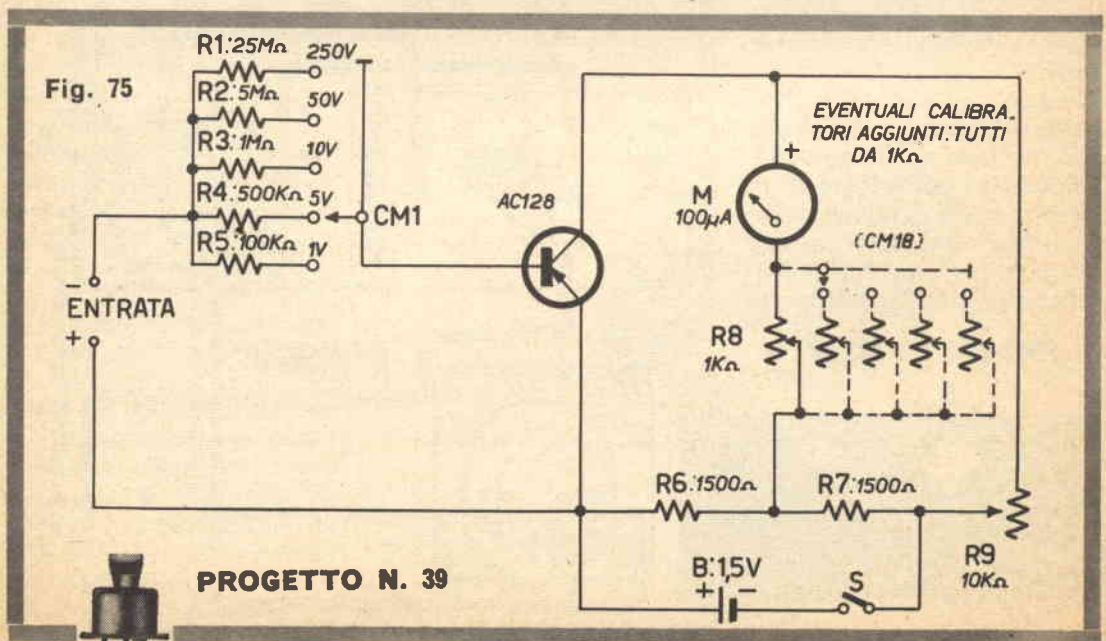 Fig. 75
R1:25MΩ 250V
R2:5MΩ 50V
R3:1MΩ 10V
R4:500KΩ 5V
R5:100KΩ 1V
CM1
- 
ENTRATA
+
AC128
EVENTUALI CALIBRA-
TORI AGGIUNTI:TUTTI
DA 1KΩ
+
M
100μA
(CM1B)
R8
1KΩ
R6:1500Ω
R7:1500Ω
R9
10KΩ
B:1,5V
+ -
S
PROGETTO N. 39